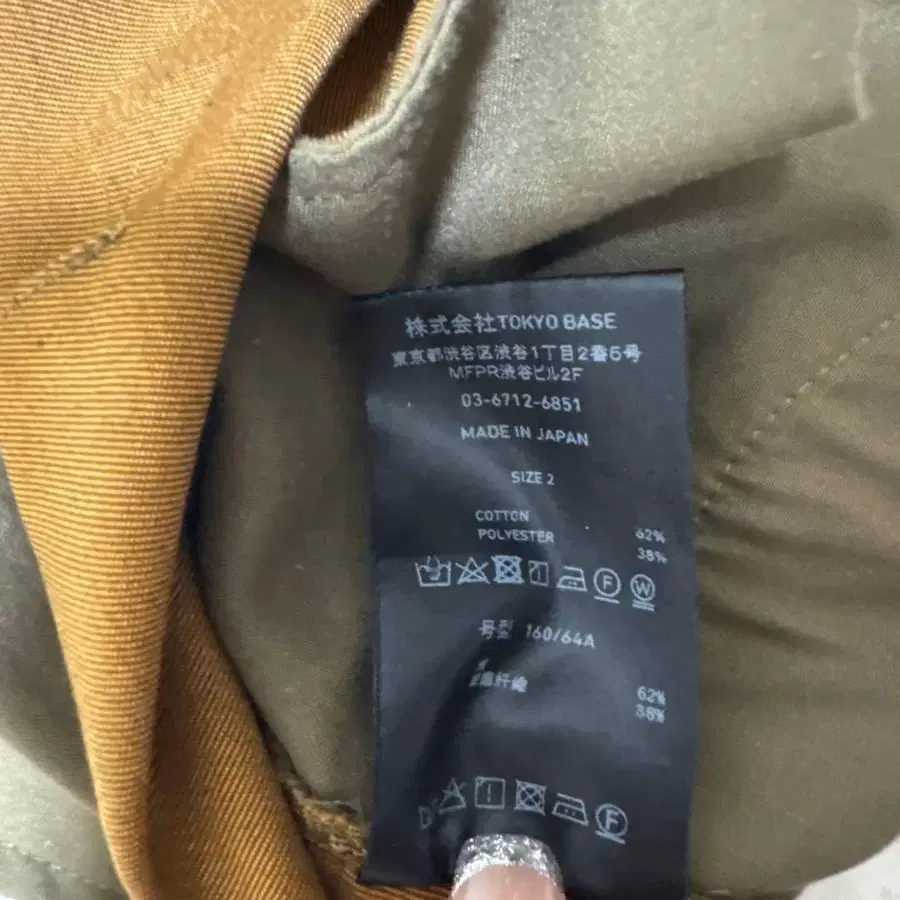 株式会社TOKYO BASE
東京都渋谷区渋谷1丁目2番5号
MFPR渋谷ビル2F
03-6712-6851
MADE IN JAPAN
SIZE 2
COTTON 62%
POLYESTER 38%
F W
号型 160/64A
62%
纤维 38%
F